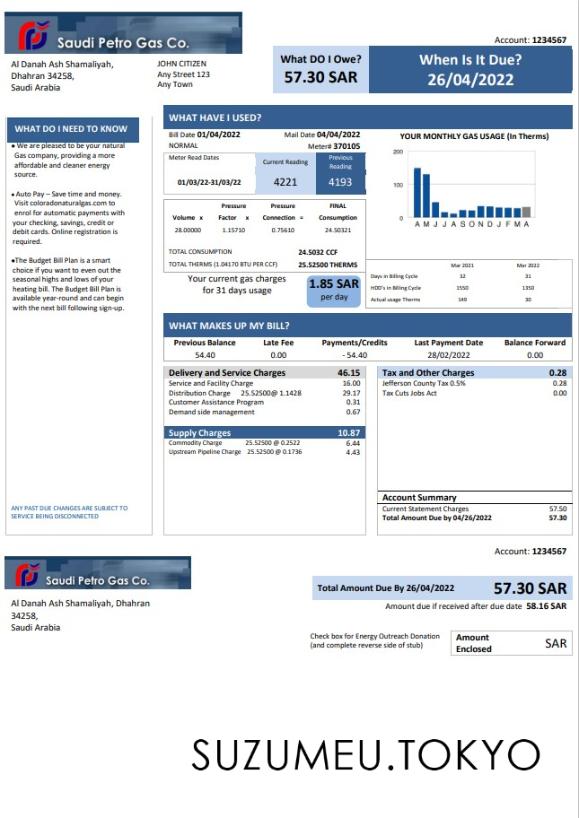 Saudi Petro Gas Co.
Al Danah Ash Shamaliyah,
Dhahran 34258,
Saudi Arabia
JOHN CITIZEN
Any Street 123
Any Town
Account: 1234567
What DO I Owe?
57.30 SAR
When Is It Due?
26/04/2022
WHAT DO I NEED TO KNOW
• We are pleased to be your natural
Gas company, providing a more
affordable and cleaner energy
source.
• Auto Pay – Save time and money.
Visit coloradonaturalgas.com to
enrol for automatic payments with
your checking, savings, credit or
debit cards. Online registration is
required.
•The Budget Bill Plan is a smart
choice if you want to even out the
seasonal highs and lows of your
heating bill. The Budget Bill Plan is
available year-round and can begin
with the next bill following sign-up.
ANY PAST DUE CHANGES ARE SUBJECT TO
SERVICE BEING DISCONNECTED
WHAT HAVE I USED?
Bill Date 01/04/2022 Mail Date 04/04/2022
NORMAL Meter# 370105
Meter Read Dates Current Reading Previous Reading
01/03/22-31/03/22 4221 4193
Pressure Pressure FINAL
Volume x Factor x Connection = Consumption
28.00000 1.15710 0.75610 24.50321
TOTAL CONSUMPTION 24.5032 CCF
TOTAL THERMS (1.04170 BTU PER CCF) 25.52500 THERMS
Your current gas charges
for 31 days usage
1.85 SAR
per day
YOUR MONTHLY GAS USAGE (In Therms)
200
100
0
A M J J A S O N D J F M A
Mar 2021 Mar 2022
Days in Billing Cycle 32 31
HDD's in Billing Cycle 1550 1350
Actual usage Therms 149 30
WHAT MAKES UP MY BILL?
Previous Balance Late Fee Payments/Credits Last Payment Date Balance Forward
54.40 0.00 - 54.40 28/02/2022 0.00
Delivery and Service Charges 46.15
Service and Facility Charge 16.00
Distribution Charge 25.52500@ 1.1428 29.17
Customer Assistance Program 0.31
Demand side management 0.67
Supply Charges 10.87
Commodity Charge 25.52500 @ 0.2522 6.44
Upstream Pipeline Charge 25.52500 @ 0.1736 4.43
Tax and Other Charges 0.28
Jefferson County Tax 0.5% 0.28
Tax Cuts Jobs Act 0.00
Account Summary
Current Statement Charges 57.50
Total Amount Due by 04/26/2022 57.30
Account: 1234567
Saudi Petro Gas Co.
Al Danah Ash Shamaliyah, Dhahran
34258,
Saudi Arabia
Total Amount Due By 26/04/2022 57.30 SAR
Amount due if received after due date 58.16 SAR
Check box for Energy Outreach Donation
(and complete reverse side of stub)
Amount
Enclosed
SAR
SUZUMEU.TOKYO